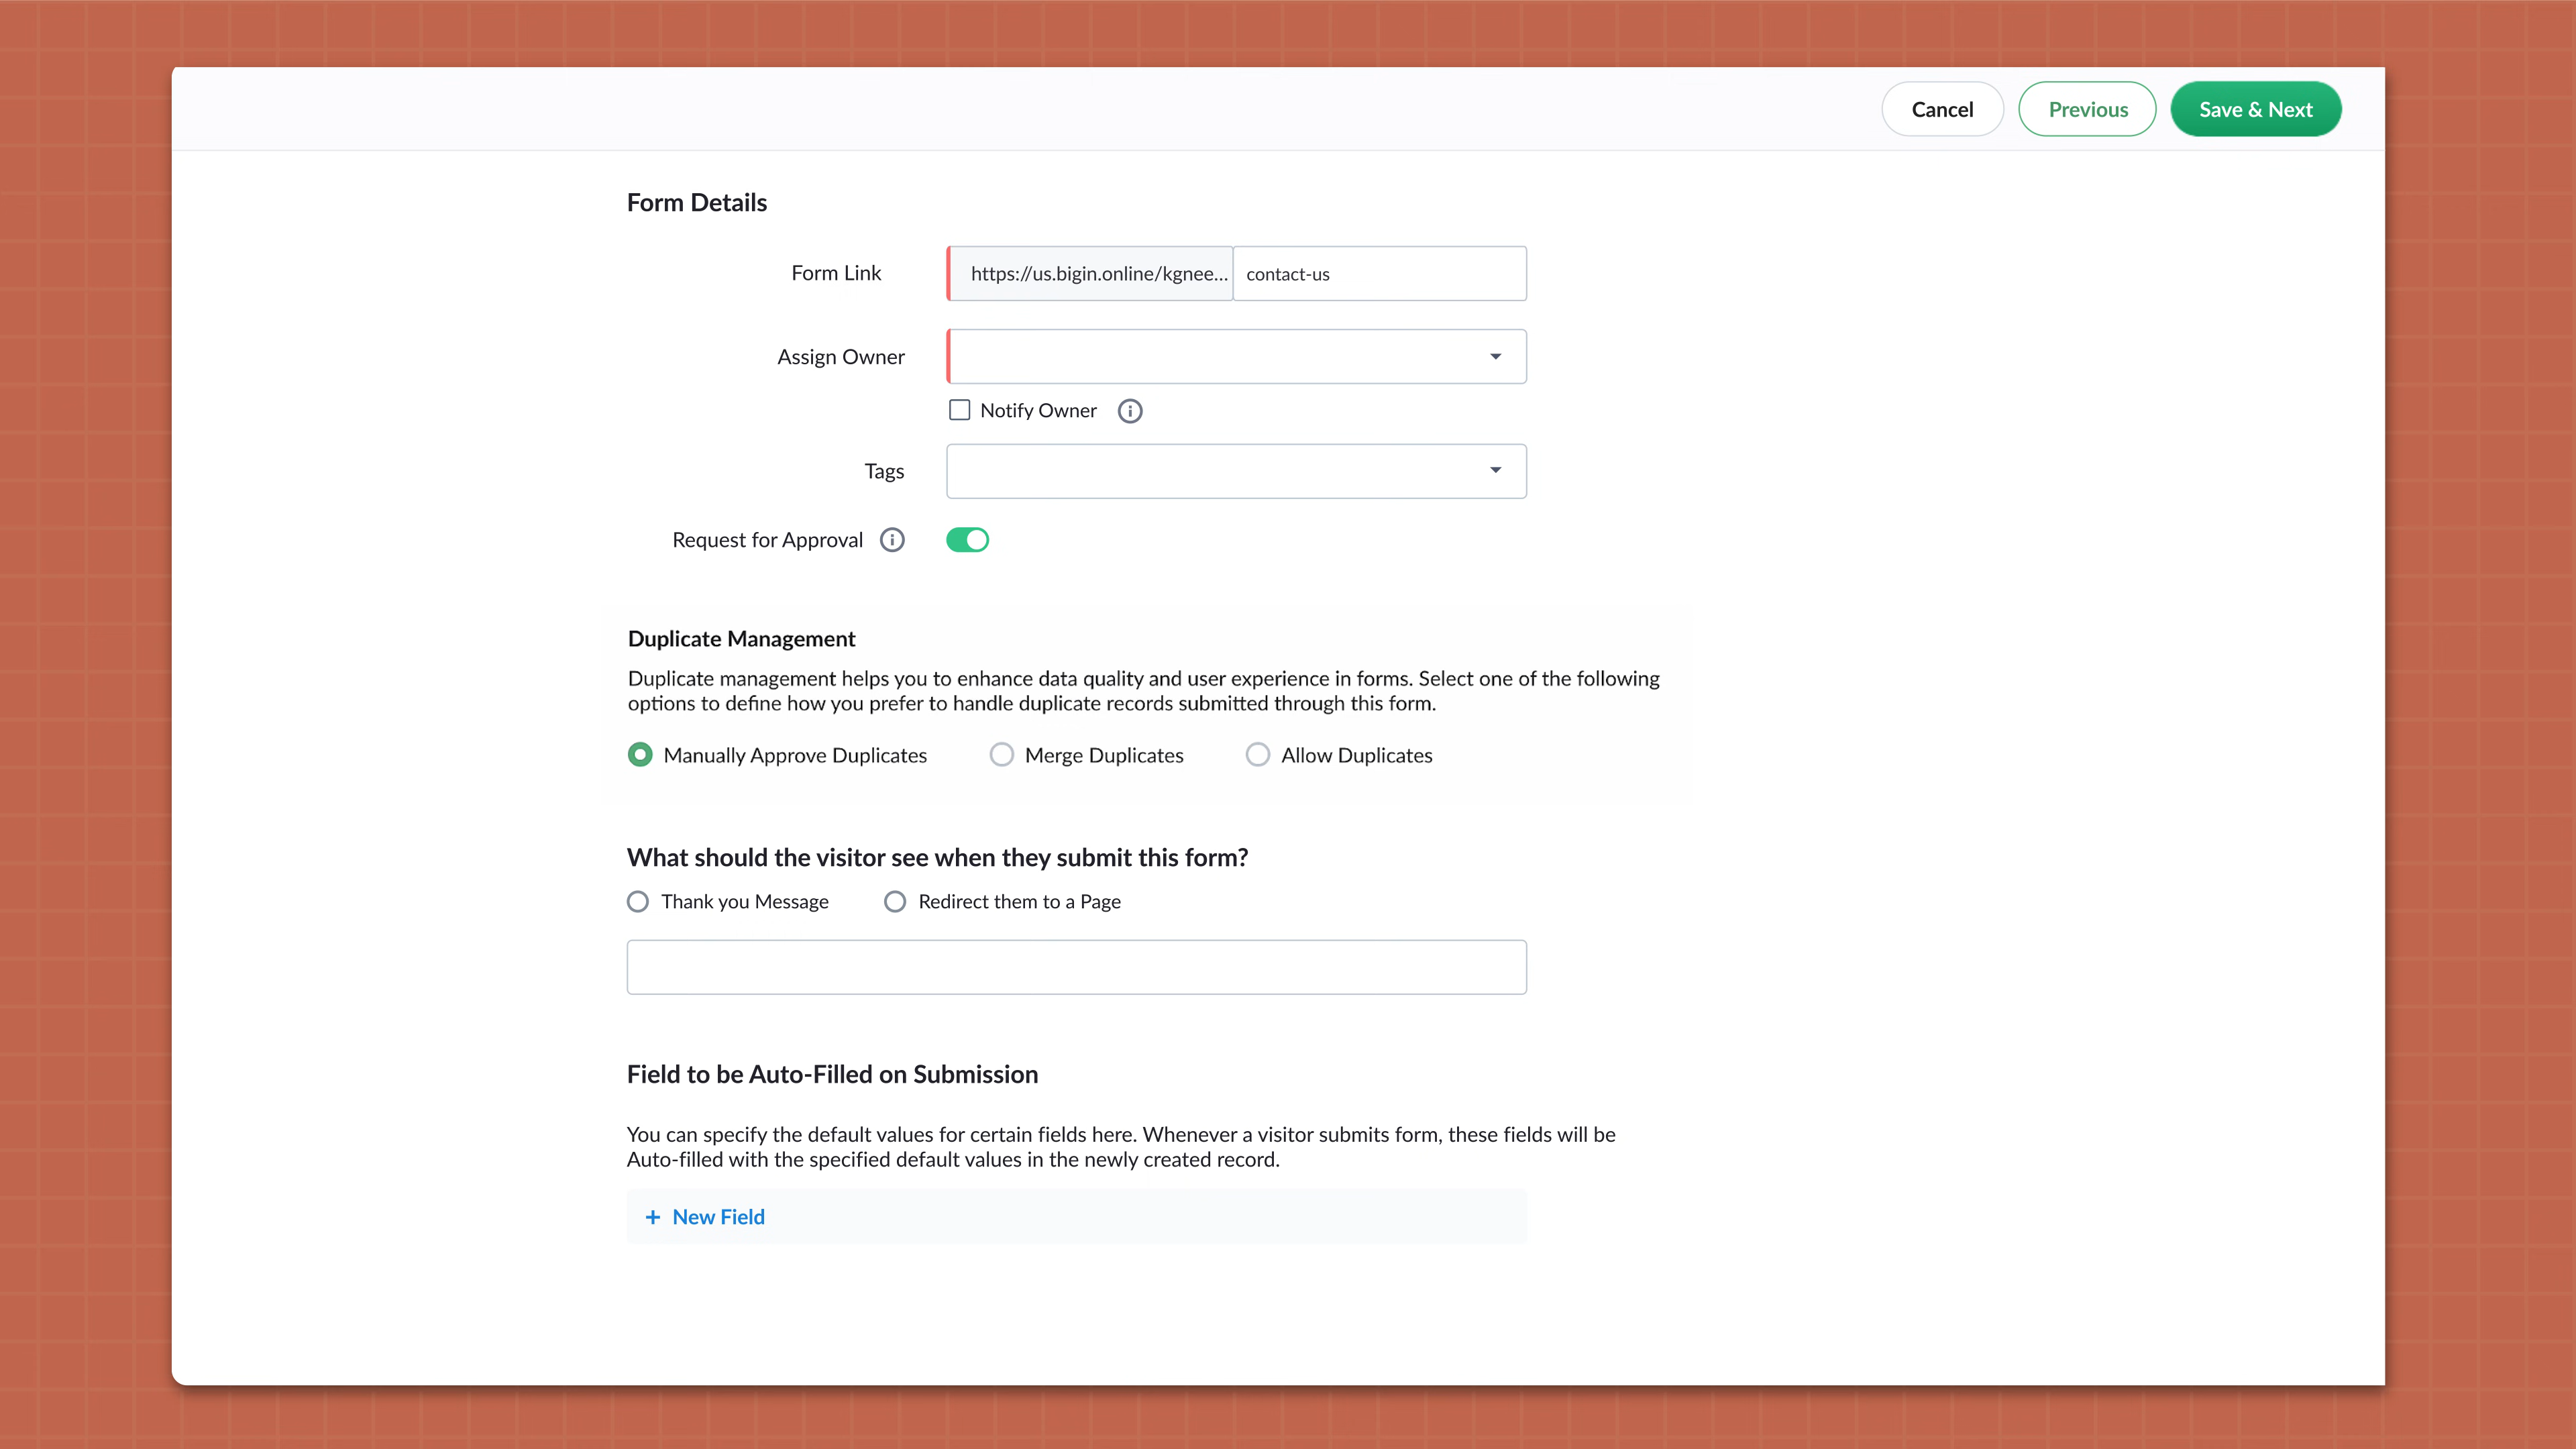 Cancel
Previous
Save & Next
Form Details
Form Link
https://us.bigin.online/kgnee...
contact-us
Assign Owner
Notify Owner
Tags
Request for Approval
Duplicate Management
Duplicate management helps you to enhance data quality and user experience in forms. Select one of the following
options to define how you prefer to handle duplicate records submitted through this form.
Manually Approve Duplicates
Merge Duplicates
Allow Duplicates
What should the visitor see when they submit this form?
Thank you Message
Redirect them to a Page
Field to be Auto-Filled on Submission
You can specify the default values for certain fields here. Whenever a visitor submits form, these fields will be
Auto-filled with the specified default values in the newly created record.
+ New Field